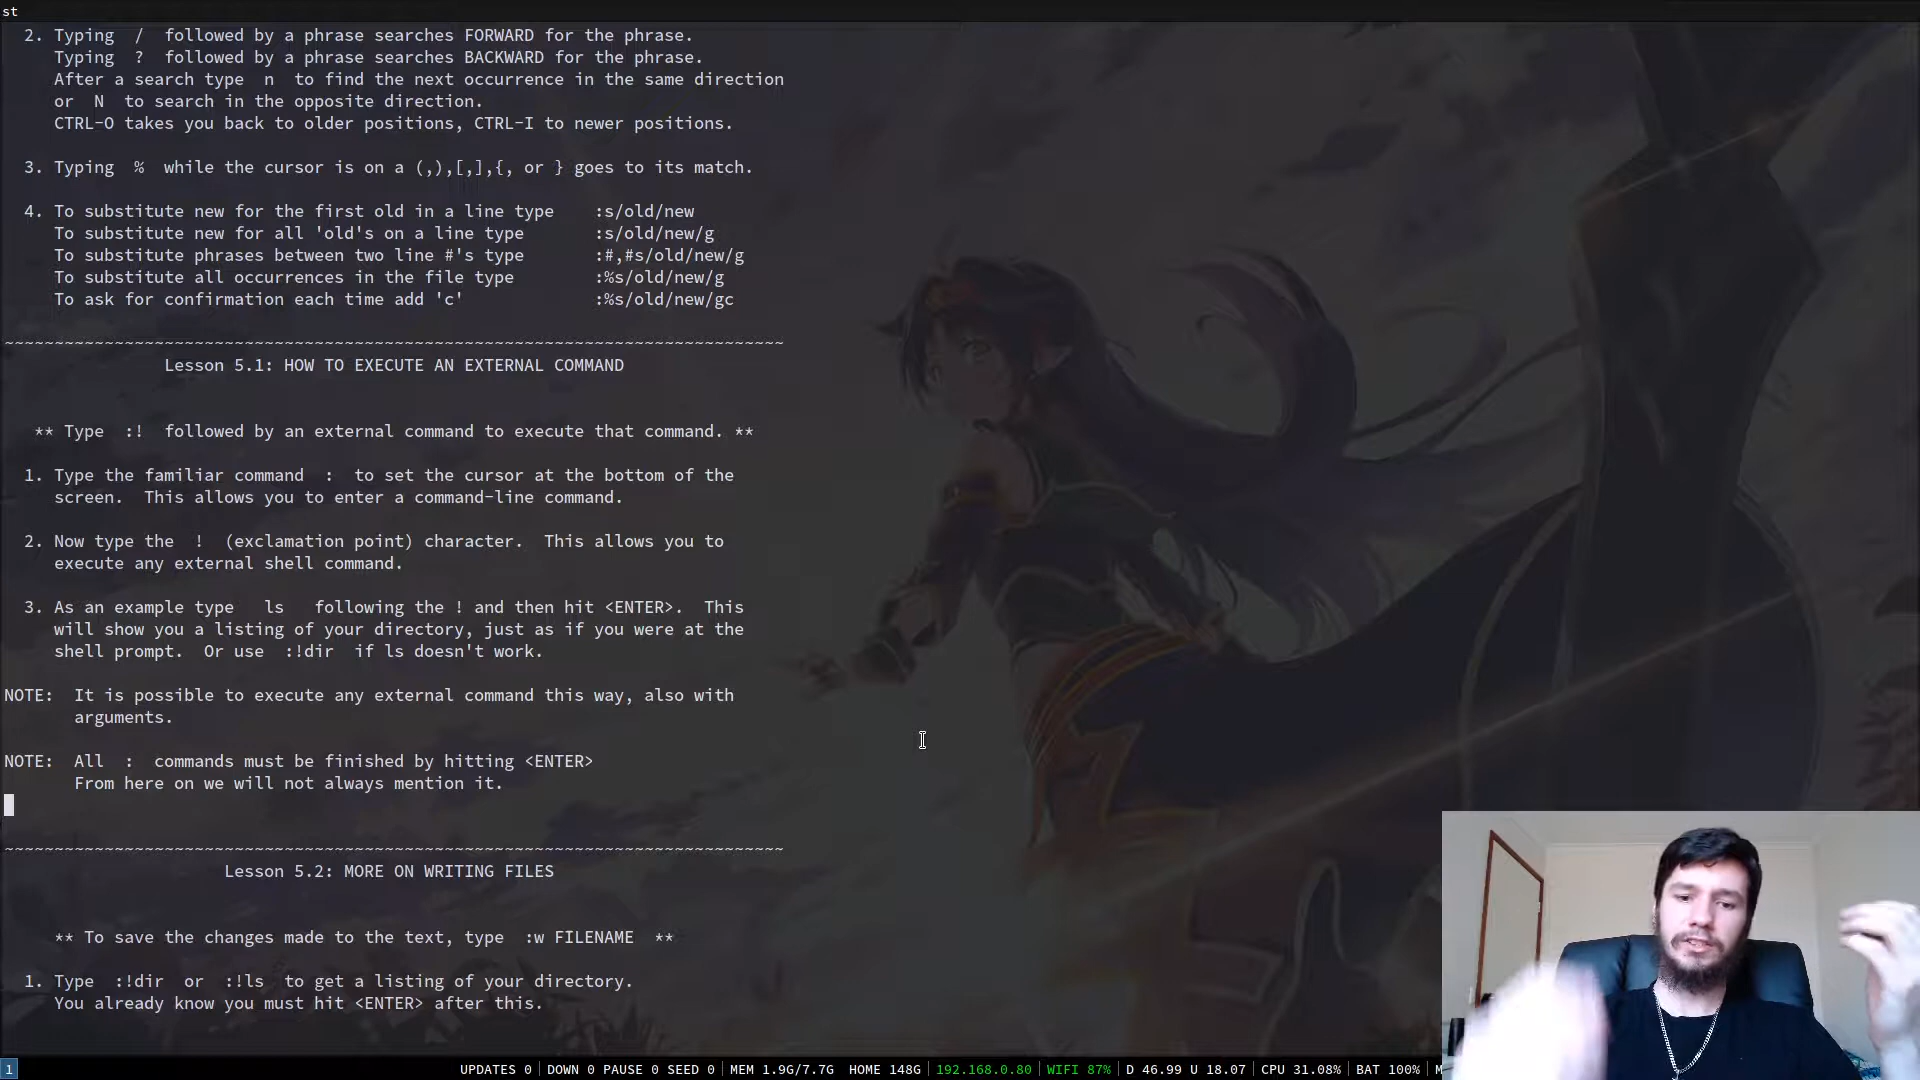 st
2. Typing  /  followed by a phrase searches FORWARD for the phrase.
Typing  ?  followed by a phrase searches BACKWARD for the phrase.
After a search type  n  to find the next occurrence in the same direction
or  N  to search in the opposite direction.
CTRL-O takes you back to older positions, CTRL-I to newer positions.
3. Typing  %  while the cursor is on a (,),[,],{, or } goes to its match.
4. To substitute new for the first old in a line type    :s/old/new
To substitute new for all 'old's on a line type       :s/old/new/g
To substitute phrases between two line #'s type       :#,#s/old/new/g
To substitute all occurrences in the file type        :%s/old/new/g
To ask for confirmation each time add 'c'             :%s/old/new/gc
~~~~~~~~~~~~~~~~~~~~~~~~~~~~~~~~~~~~~~~~~~~~~~~~~~~~~~~~~~~~~~~~~~~~~~~~~~~~~~
Lesson 5.1: HOW TO EXECUTE AN EXTERNAL COMMAND
** Type  :!  followed by an external command to execute that command. **
1. Type the familiar command  :  to set the cursor at the bottom of the
screen.  This allows you to enter a command-line command.
2. Now type the  !  (exclamation point) character.  This allows you to
execute any external shell command.
3. As an example type   ls   following the ! and then hit <ENTER>.  This
will show you a listing of your directory, just as if you were at the
shell prompt.  Or use  :!dir  if ls doesn't work.
NOTE:  It is possible to execute any external command this way, also with
arguments.
NOTE:  All  :  commands must be finished by hitting <ENTER>
From here on we will not always mention it.
~~~~~~~~~~~~~~~~~~~~~~~~~~~~~~~~~~~~~~~~~~~~~~~~~~~~~~~~~~~~~~~~~~~~~~~~~~~~~~
Lesson 5.2: MORE ON WRITING FILES
** To save the changes made to the text, type  :w FILENAME  **
1. Type  :!dir  or  :!ls  to get a listing of your directory.
You already know you must hit <ENTER> after this.
1 UPDATES 0 | DOWN 0 PAUSE 0 SEED 0 | MEM 1.9G/7.7G  HOME 148G | 192.168.0.80 | WIFI 87% | D 46.99 U 18.07 | CPU 31.08% | BAT 100% |